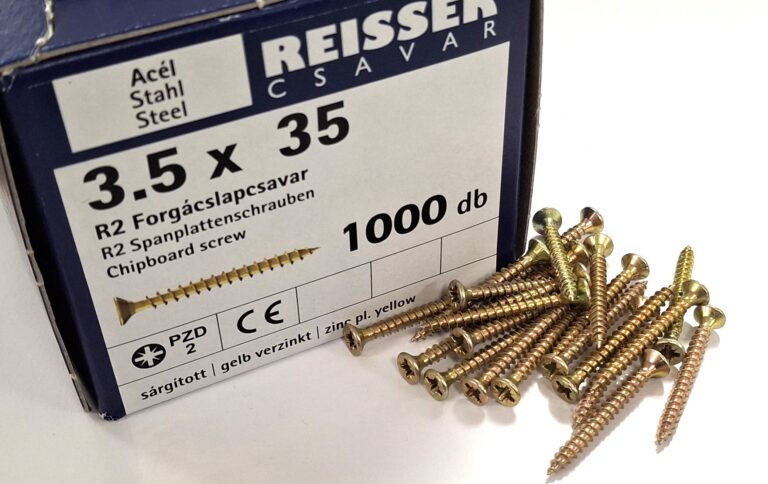 REISSER
CSAVAR
Acél
Stahl
Steel
3.5 x 35
R2 Forgácslapcsavar
R2 Spanplattenschrauben
Chipboard screw
1000 db
PZD
2
CE
sárgított | gelb verzinkt | zinc pl. yellow